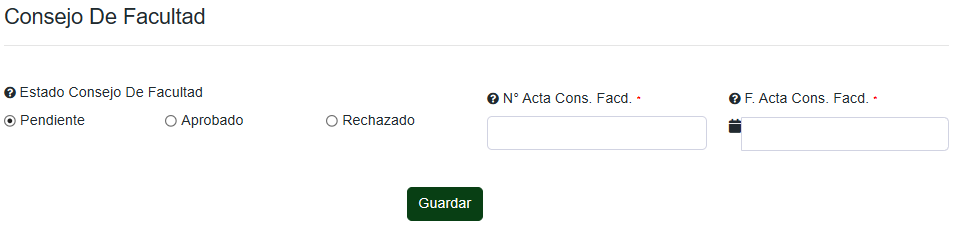 Consejo De Facultad
Estado Consejo De Facultad
Pendiente Aprobado Rechazado
N° Acta Cons. Facd. *
F. Acta Cons. Facd. *
Guardar